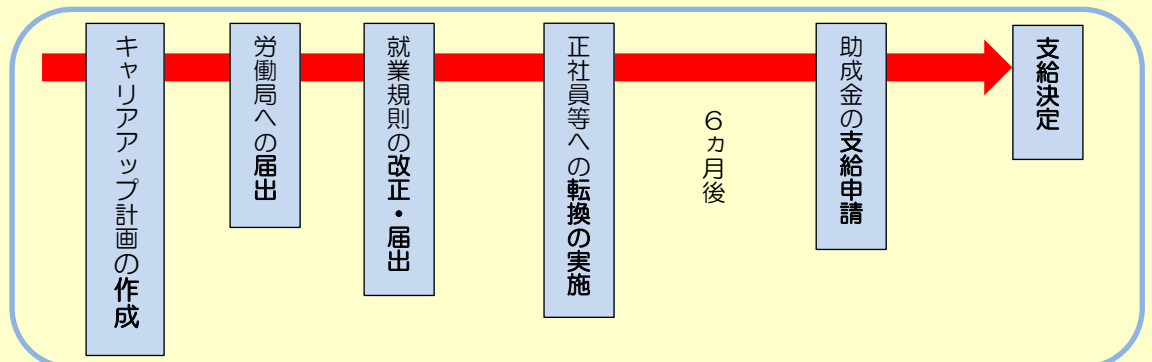 キャリアアップ計画の作成
労働局への届出
就業規則の改正・届出
正社員等への転換の実施
6ヵ月後
助成金の支給申請
支給決定